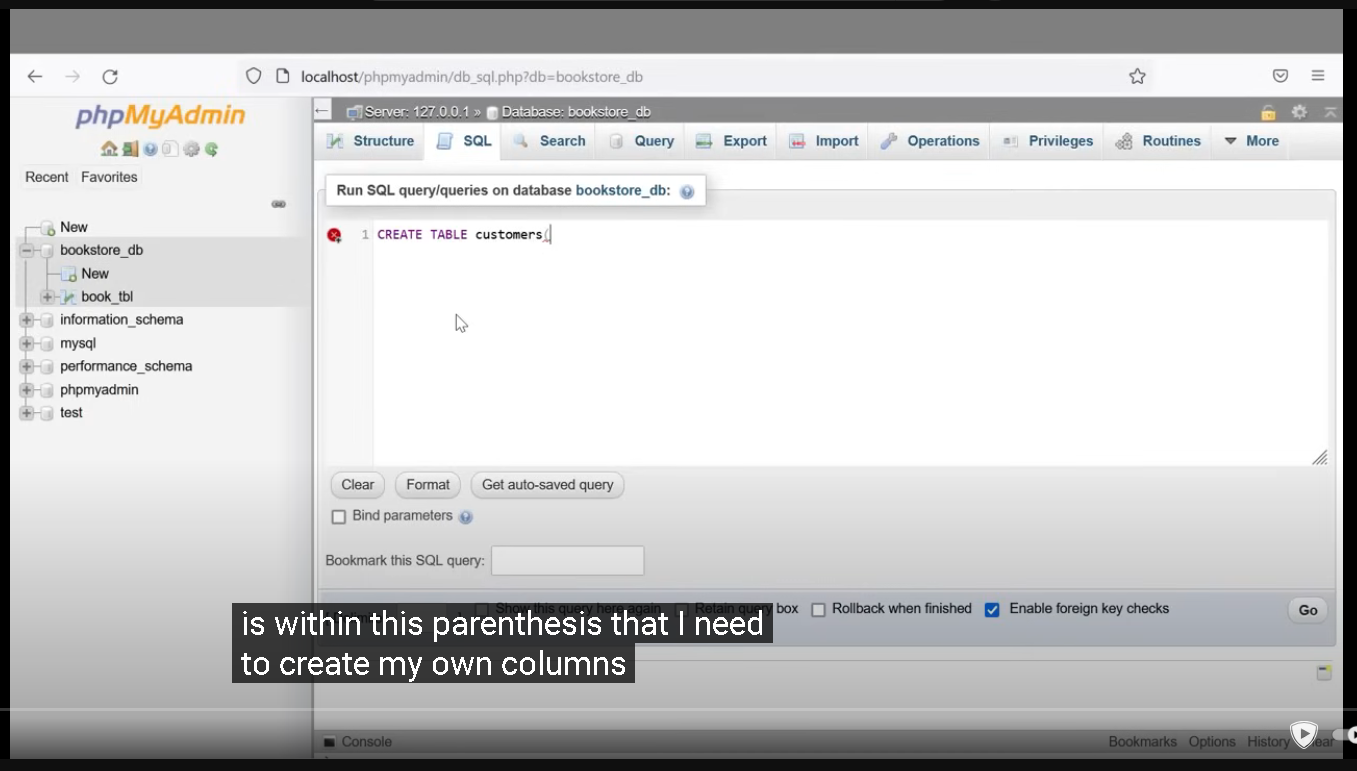 localhost/phpmyadmin/db_sql.php?db=bookstore_db
phpMyAdmin
Recent Favorites
New
bookstore_db
New
book_tbl
information_schema
mysql
performance_schema
phpmyadmin
test
Server: 127.0.0.1 » Database: bookstore_db
Structure SQL Search Query Export Import Operations Privileges Routines More
Run SQL query/queries on database bookstore_db:
1 CREATE TABLE customers(
Clear Format Get auto-saved query
Bind parameters
Bookmark this SQL query:
Show this query here again Retain query box Rollback when finished Enable foreign key checks Go
is within this parenthesis that I need
to create my own columns
Console Bookmarks Options History